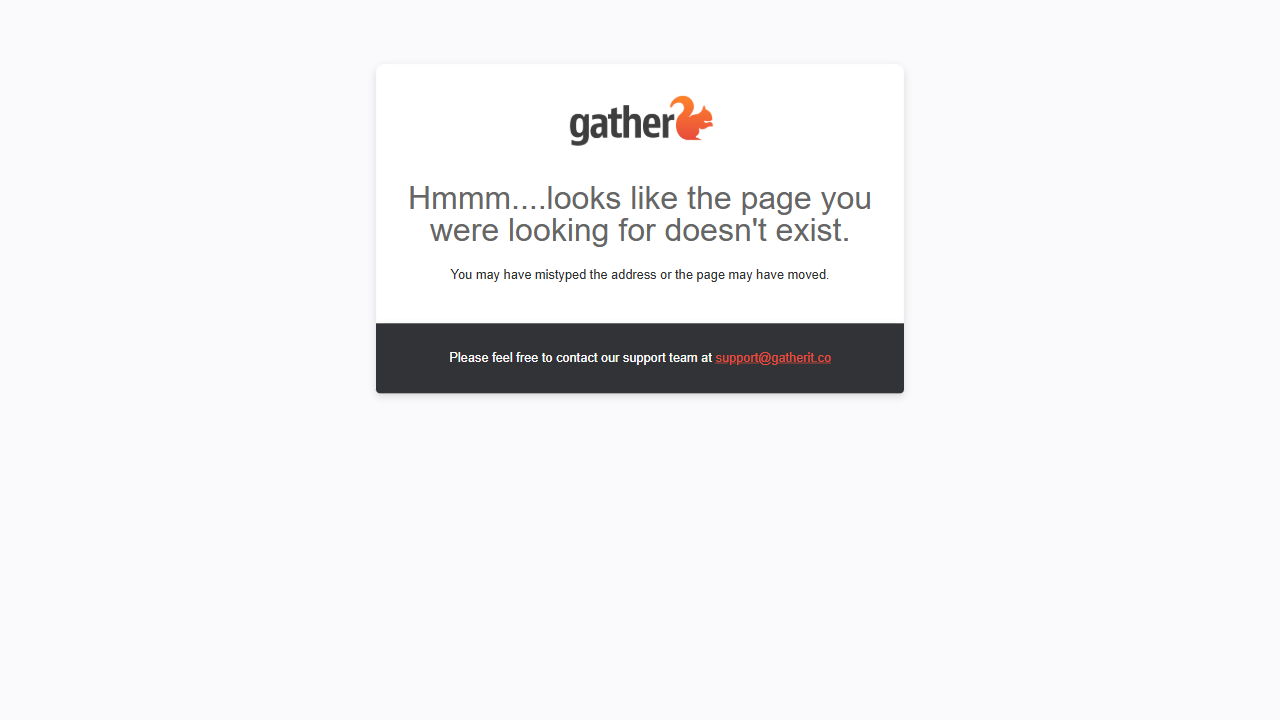 gather
Hmmm....looks like the page you
were looking for doesn't exist.
You may have mistyped the address or the page may have moved.
Please feel free to contact our support team at support@gatherit.co